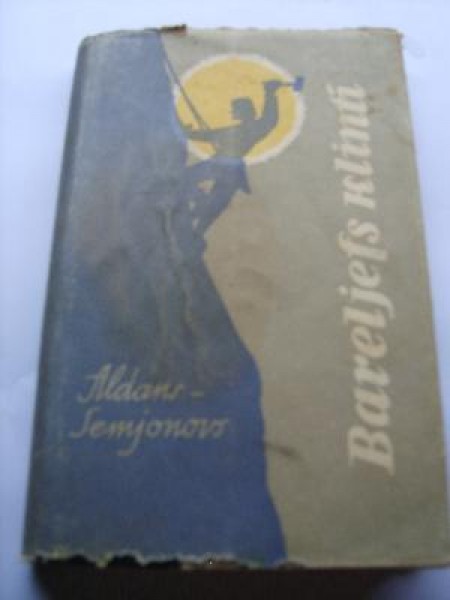 Aldans-
Semjonovs
Bareljefs klintī